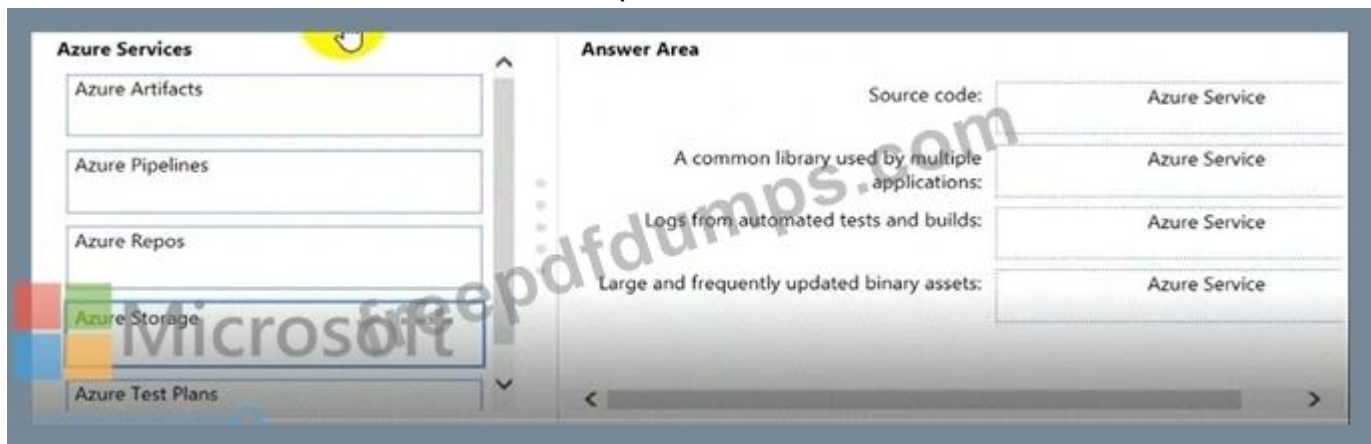 Azure Services
Azure Artifacts
Azure Pipelines
Azure Repos
Azure Storage
Azure Test Plans
Answer Area
Source code:
Azure Service
A common library used by multiple
applications:
Azure Service
Logs from automated tests and builds:
Azure Service
Large and frequently updated binary assets:
Azure Service
freepdfdumps.com
Microsoft